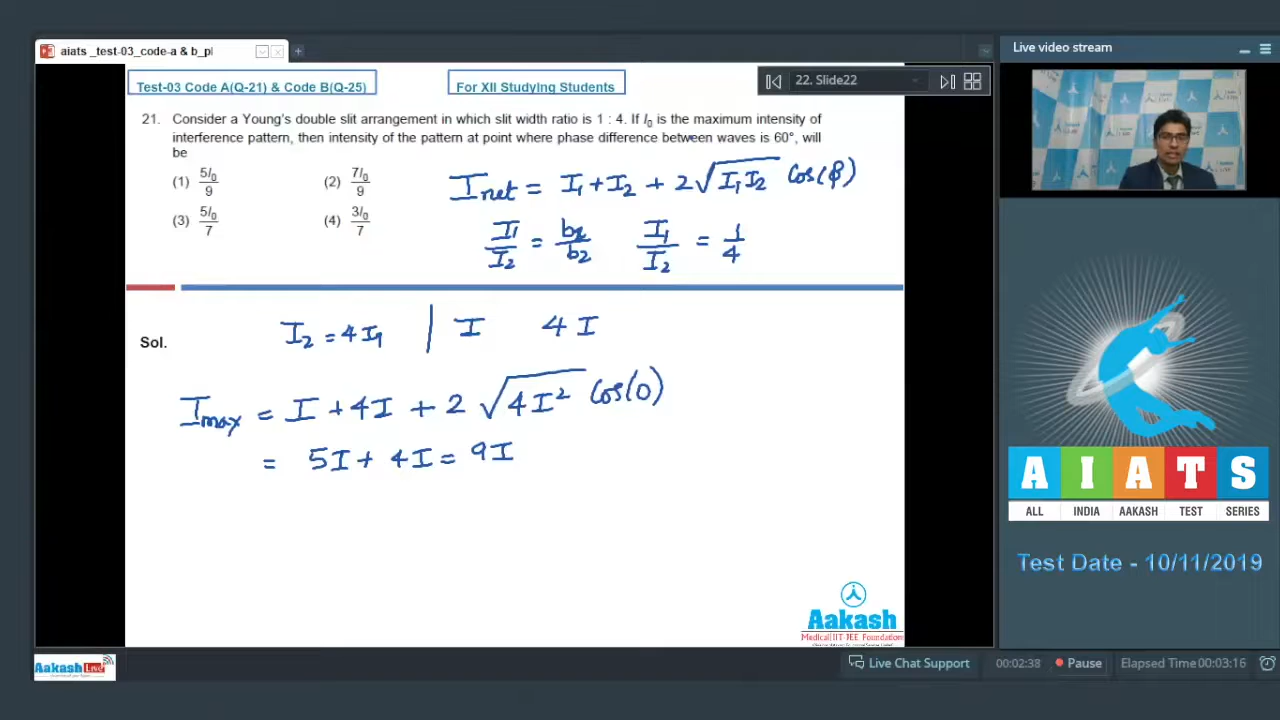 aiats _test-03_code-a & b_p
Live video stream
Test-03 Code A(Q-21) & Code B(Q-25)
For XII Studying Students
22. Slide22
21. Consider a Young's double slit arrangement in which slit width ratio is 1 : 4. If I₀ is the maximum intensity of
interference pattern, then intensity of the pattern at point where phase difference between waves is 60°, will
be
(1) 5I₀/9 (2) 7I₀/9
(3) 5I₀/7 (4) 3I₀/7
Inet = I₁ + I₂ + 2√I₁I₂ cos(ϕ)
I₁/I₂ = b₁/b₂ I₁/I₂ = 1/4
Sol.
I₂ = 4I₁ | I 4I
Imax = I + 4I + 2 √4I² cos(0)
= 5I + 4I = 9I
AIATS
ALL INDIA AAKASH TEST SERIES
Test Date - 10/11/2019
Aakash
Medical|IIT-JEE|Foundations
Aakash Live
Live Chat Support
00:02:38
Pause
Elapsed Time 00:03:16